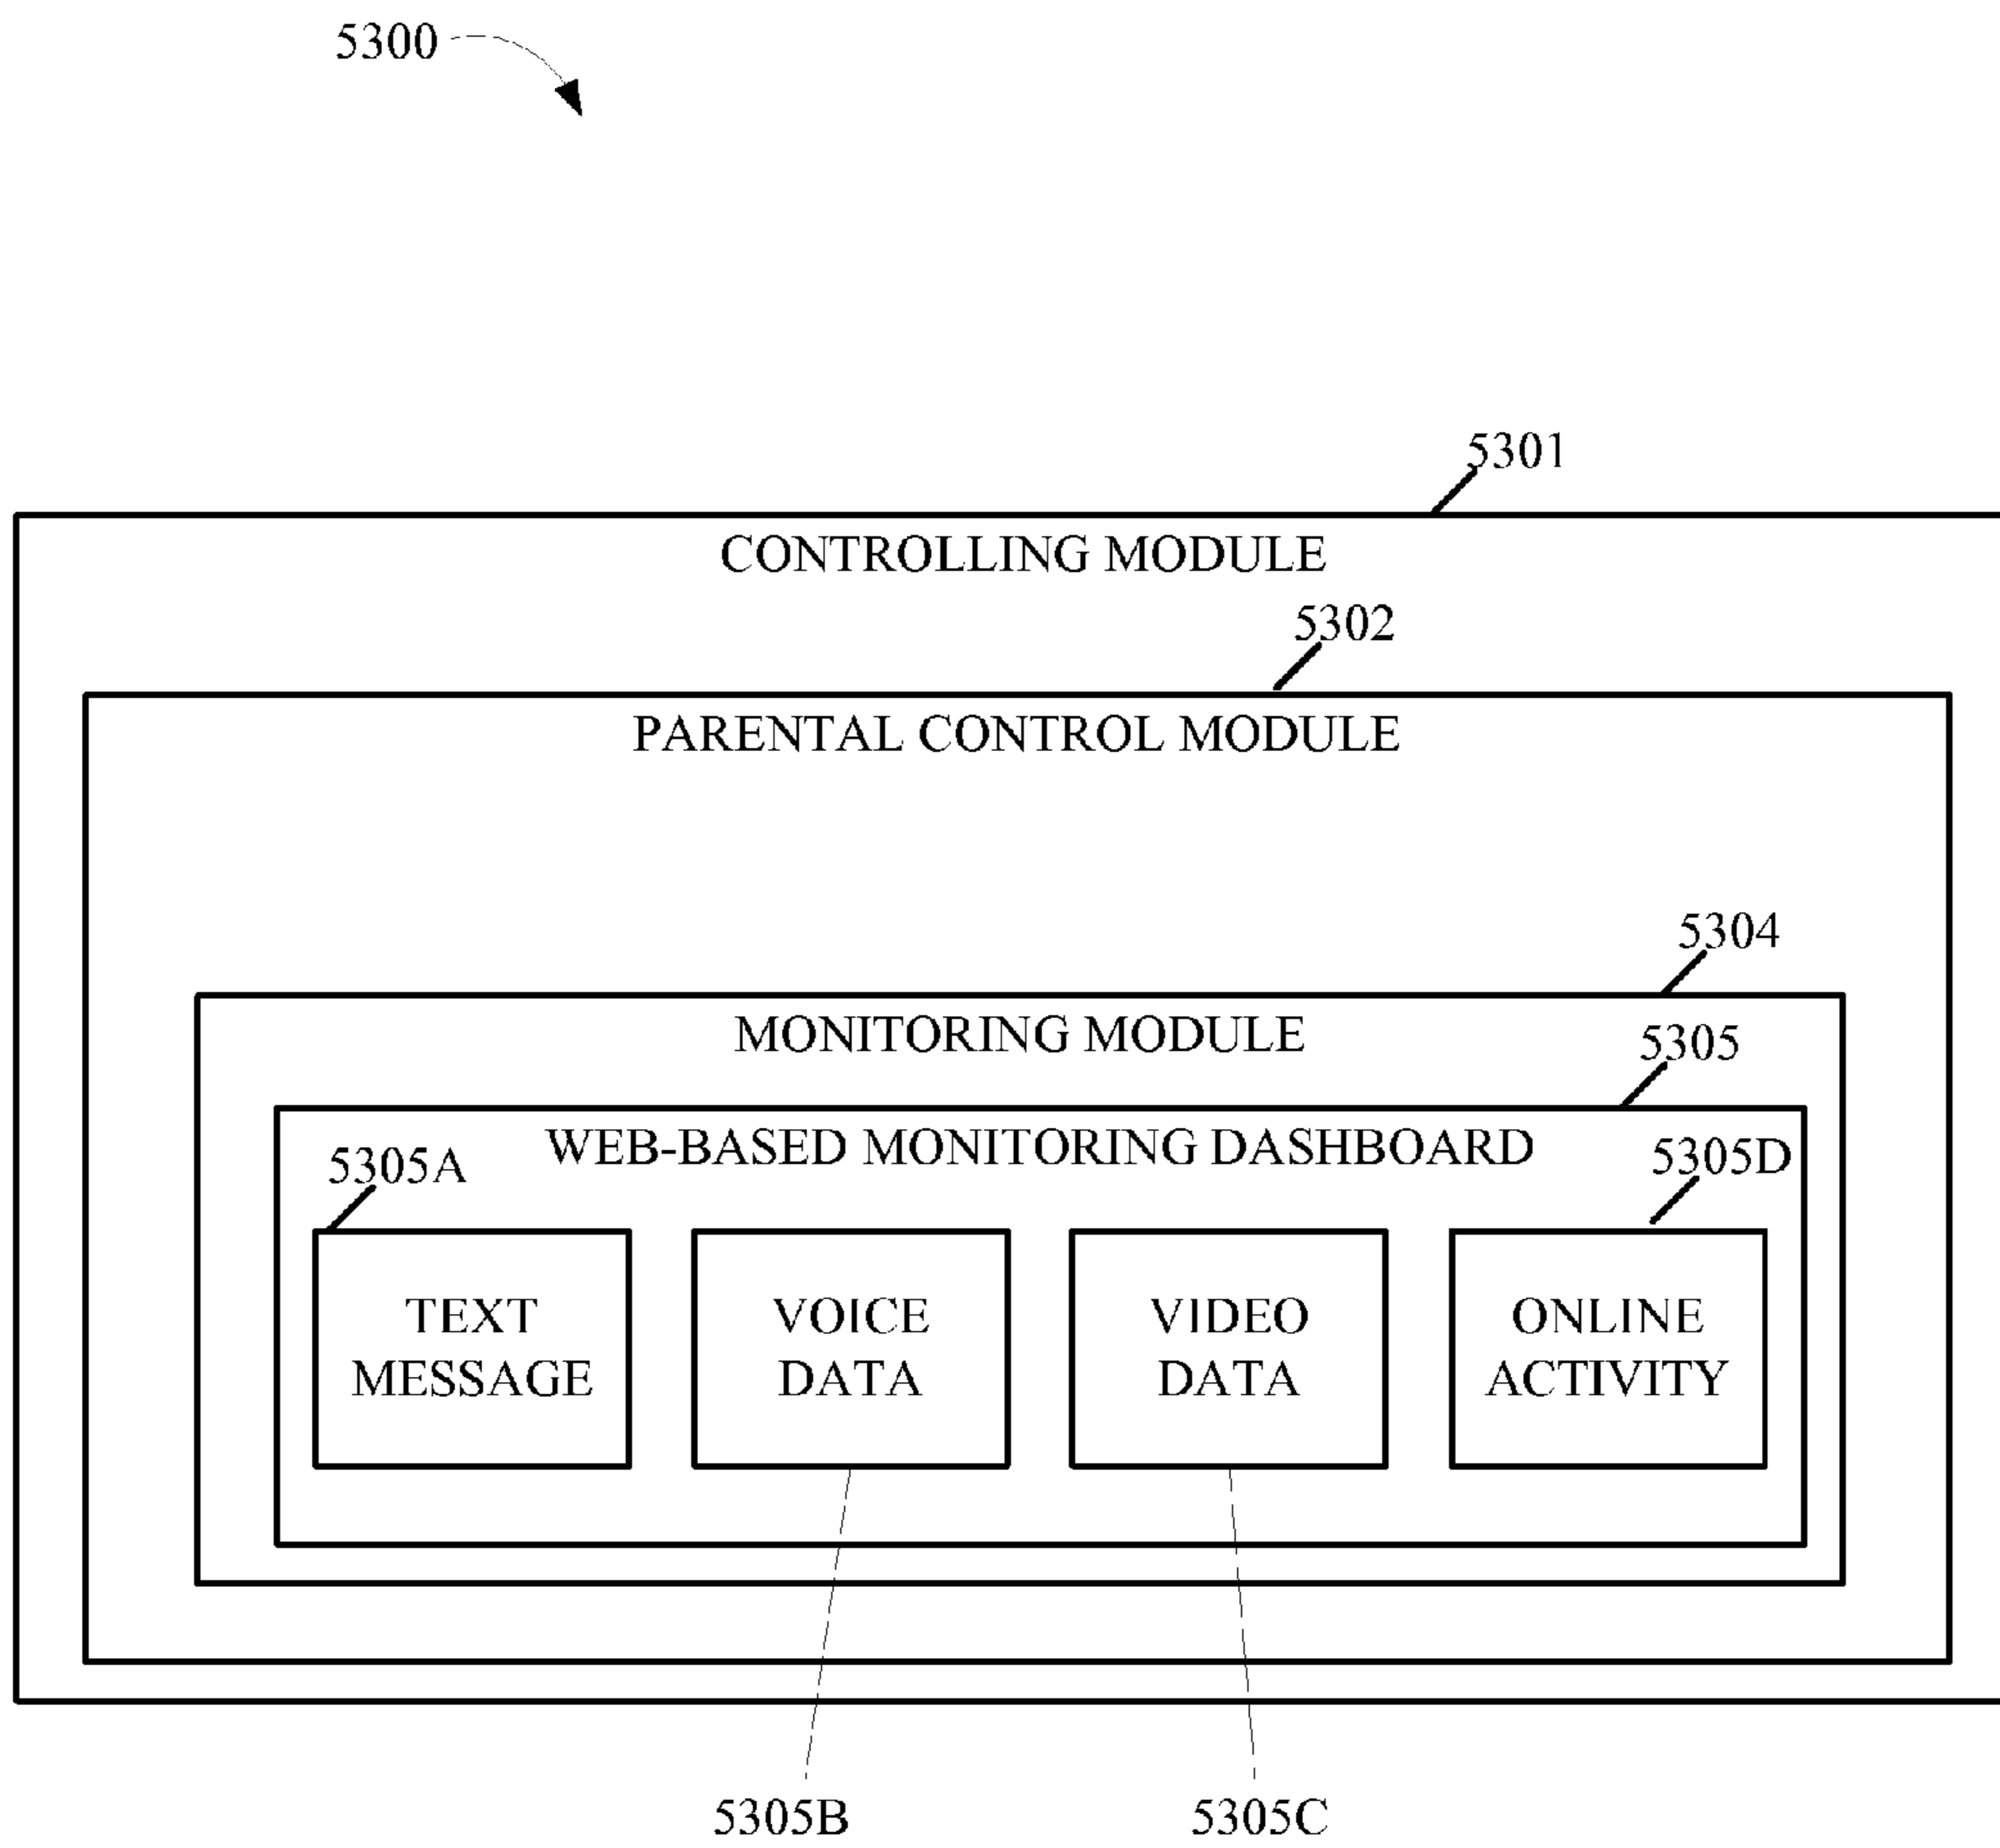 5300
5301
CONTROLLING MODULE
5302
PARENTAL CONTROL MODULE
5304
MONITORING MODULE
5305
WEB-BASED MONITORING DASHBOARD
5305A
5305D
TEXT
MESSAGE
VOICE
DATA
VIDEO
DATA
ONLINE
ACTIVITY
5305B
5305C